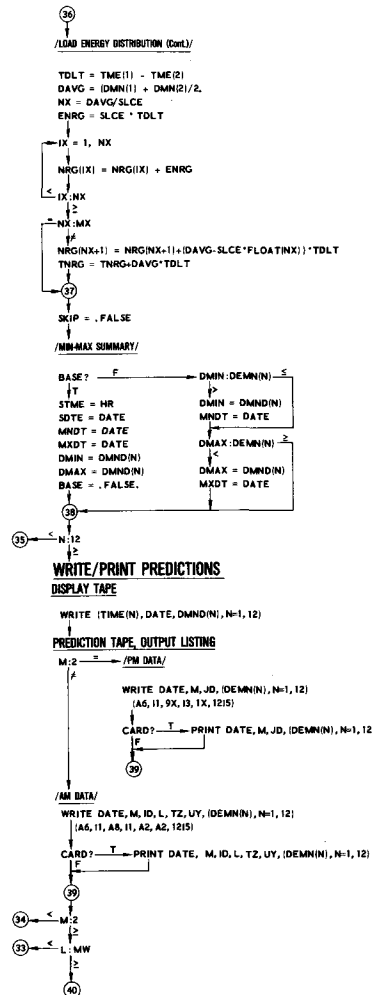 36
/LOAD ENERGY DISTRIBUTION (Cont.)/
TDLT = TME(1) - TME(2)
DAVG = (DMN(1) + DMN(2)/2.
NX = DAVG/SLCE
ENRG = SLCE * TDLT
IX = 1, NX
NRG(IX) = NRG(IX) + ENRG
< IX:NX
≥
= NX:MX
≠
NRG(NX+1) = NRG(NX+1)+(DAVG-SLCE*FLOAT(NX))*TDLT
TNRG = TNRG+DAVG*TDLT
37
SKIP = .FALSE
/MIN-MAX SUMMARY/
BASE? F DMIN:DEMN(N) ≤
T >
STME = HR DMIN = DMND(N)
SDTE = DATE MNDT = DATE
MNDT = DATE
MXDT = DATE DMAX:DEMN(N) ≥
DMIN = DMND(N) <
DMAX = DMND(N) DMAX = DMND(N)
BASE = .FALSE. MXDT = DATE
38
35 < N:12
≥
WRITE/PRINT PREDICTIONS
DISPLAY TAPE
WRITE (TIME(N), DATE, DMND(N), N=1, 12)
PREDICTION TAPE, OUTPUT LISTING
M:2 = /PM DATA/
≠
WRITE DATE, M, JD, (DEMN(N), N=1, 12)
(A6, I1, 9X, I3, 1X, 12I5)
CARD? T PRINT DATE, M, JD, (DEMN(N), N=1, 12
F
39
/AM DATA/
WRITE DATE, M, ID, L, TZ, UY, (DEMN(N), N=1, 12)
(A6, I1, A8, I1, A2, A2, 12I5)
CARD? T PRINT DATE, M, ID, L, TZ, UY, (DEMN(N), N=1, 12)
F
39
34 < M:2
≥
33 < L:MW
≥
40